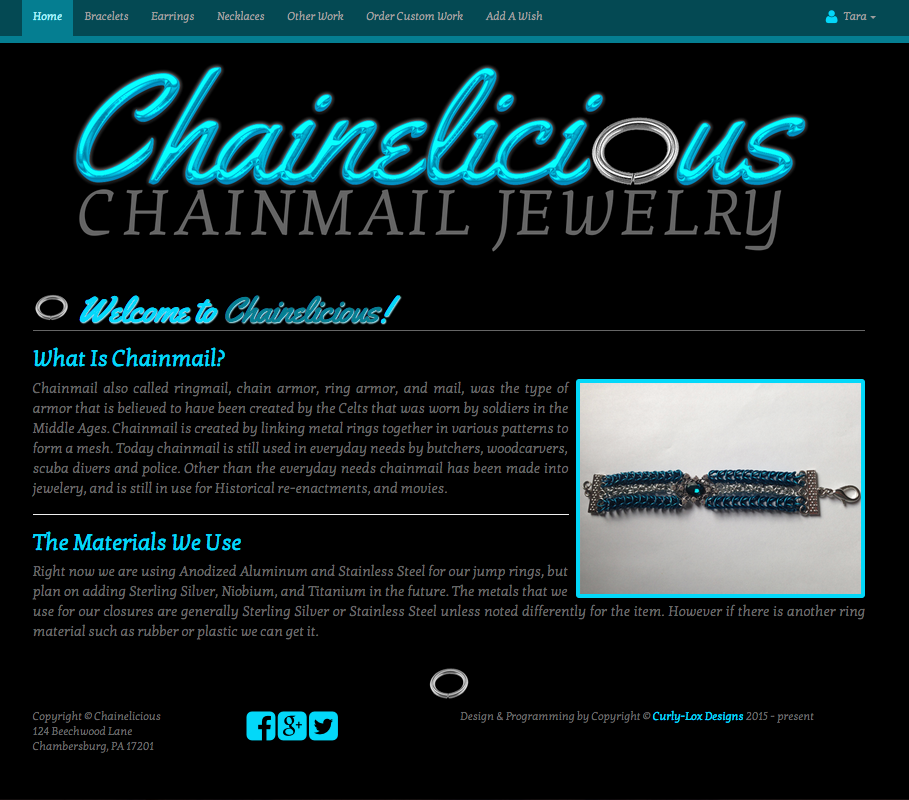 Home Bracelets Earrings Necklaces Other Work Order Custom Work Add A Wish Tara
Chainelicious
CHAINMAIL JEWELRY
Welcome to Chainelicious!
What Is Chainmail?
Chainmail also called ringmail, chain armor, ring armor, and mail, was the type of
armor that is believed to have been created by the Celts that was worn by soldiers in the
Middle Ages. Chainmail is created by linking metal rings together in various patterns to
form a mesh. Today chainmail is still used in everyday needs by butchers, woodcarvers,
scuba divers and police. Other than the everyday needs chainmail has been made into
jewelery, and is still in use for Historical re-enactments, and movies.
The Materials We Use
Right now we are using Anodized Aluminum and Stainless Steel for our jump rings, but
plan on adding Sterling Silver, Niobium, and Titanium in the future. The metals that we
use for our closures are generally Sterling Silver or Stainless Steel unless noted differently for the item. However if there is another ring
material such as rubber or plastic we can get it.
Copyright © Chainelicious
124 Beechwood Lane
Chambersburg, PA 17201
Design & Programming by Copyright © Curly-Lox Designs 2015 - present